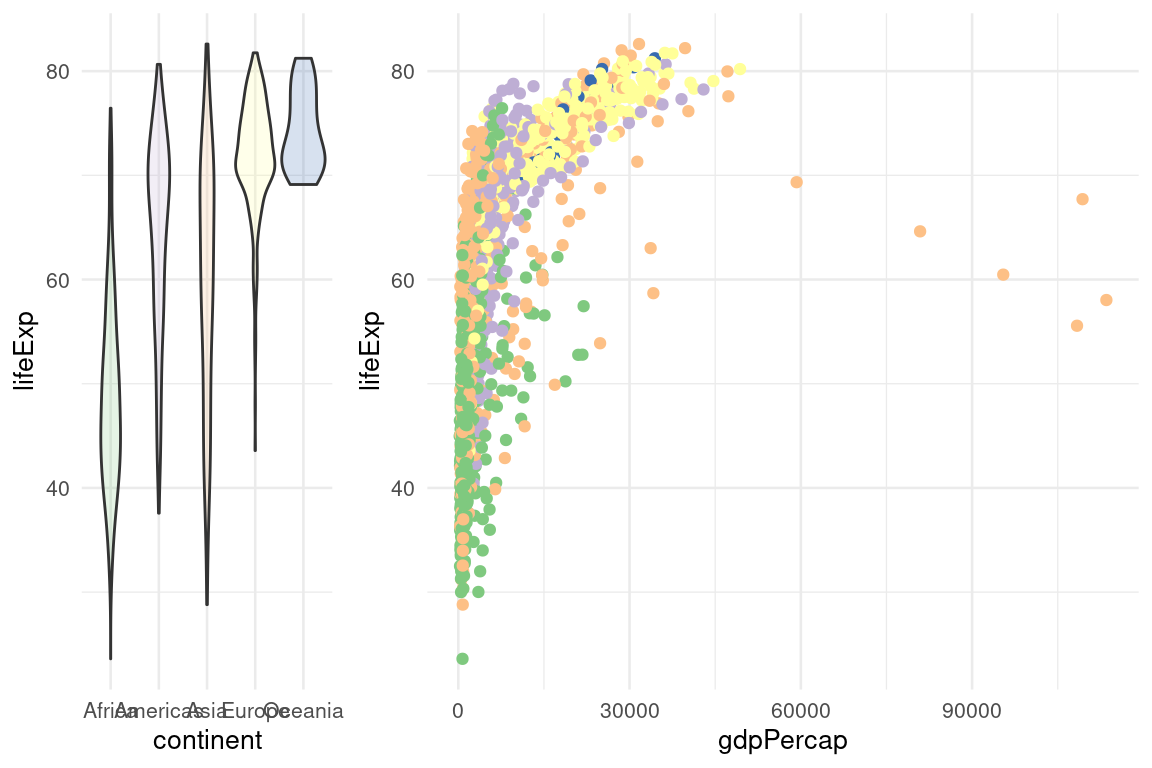 lifeExp
80
60
40
Africa
Americas
Asia
Europe
Oceania
continent
lifeExp
80
60
40
0
30000
60000
90000
gdpPercap